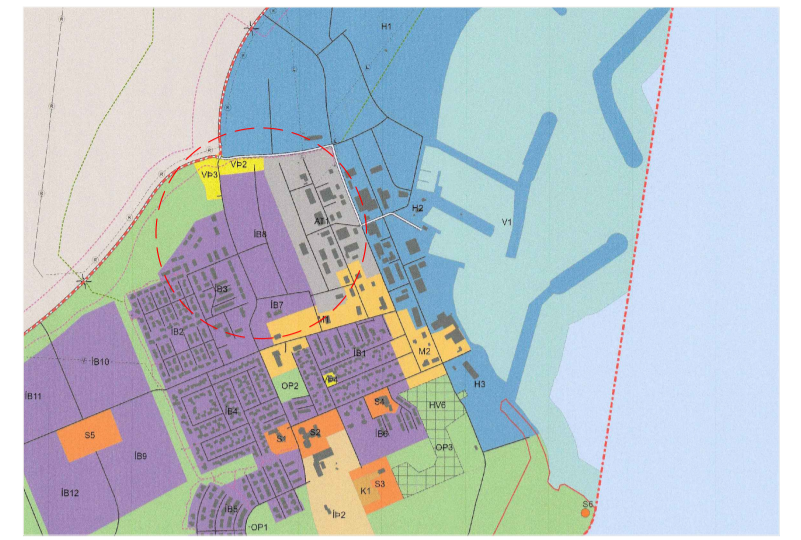 H1
VÞ2
VÞ3
H2
AT1
V1
ÍB8
ÍB3
ÍB7
M1
ÍB2
ÍB1
M2
ÍB10
H3
OP2
ÍB11
S4
HV6
ÍB4
S5
S2
S1
ÍB6
OP3
ÍB9
S3
K1
ÍB12
S6
ÍB5
ÍÞ2
OP1